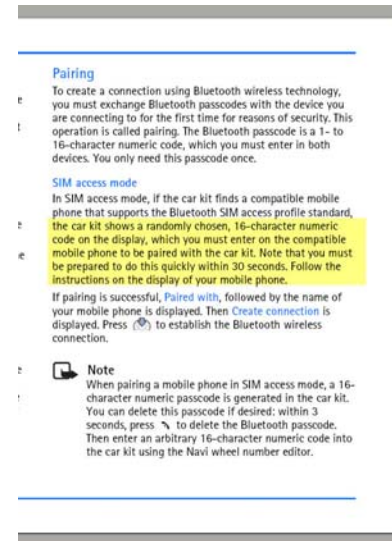 Pairing
To create a connection using Bluetooth wireless technology,
you must exchange Bluetooth passcodes with the device you
are connecting to for the first time for reasons of security. This
operation is called pairing. The Bluetooth passcode is a 1- to
16-character numeric code, which you must enter in both
devices. You only need this passcode once.
SIM access mode
In SIM access mode, if the car kit finds a compatible mobile
phone that supports the Bluetooth SIM access profile standard,
the car kit shows a randomly chosen, 16-character numeric
code on the display, which you must enter on the compatible
mobile phone to be paired with the car kit. Note that you must
be prepared to do this quickly within 30 seconds. Follow the
instructions on the display of your mobile phone.
If pairing is successful, Paired with, followed by the name of
your mobile phone is displayed. Then Create connection is
displayed. Press to establish the Bluetooth wireless
connection.
Note
When pairing a mobile phone in SIM access mode, a 16-
character numeric passcode is generated in the car kit.
You can delete this passcode if desired: within 3
seconds, press to delete the Bluetooth passcode.
Then enter an arbitrary 16-character numeric code into
the car kit using the Navi wheel number editor.